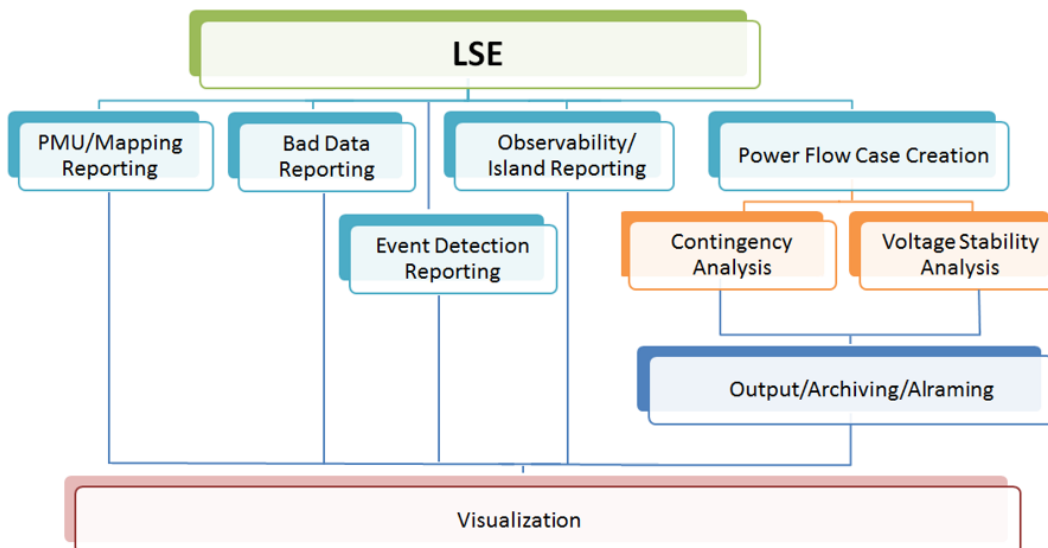 LSE
PMU/Mapping
Reporting
Bad Data
Reporting
Observability/
Island Reporting
Power Flow Case Creation
Event Detection
Reporting
Contingency
Analysis
Voltage Stability
Analysis
Output/Archiving/Alraming
Visualization